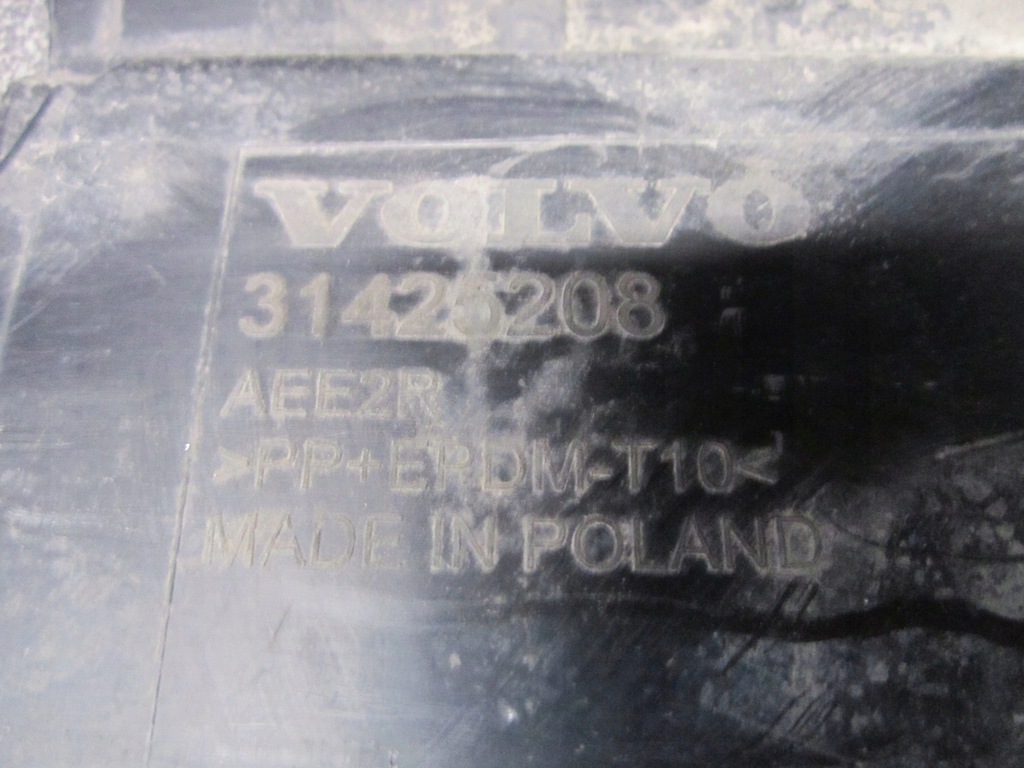 VOLVO
31425208
AEE2R
>PP+EPDM-T10<
MADE IN POLAND